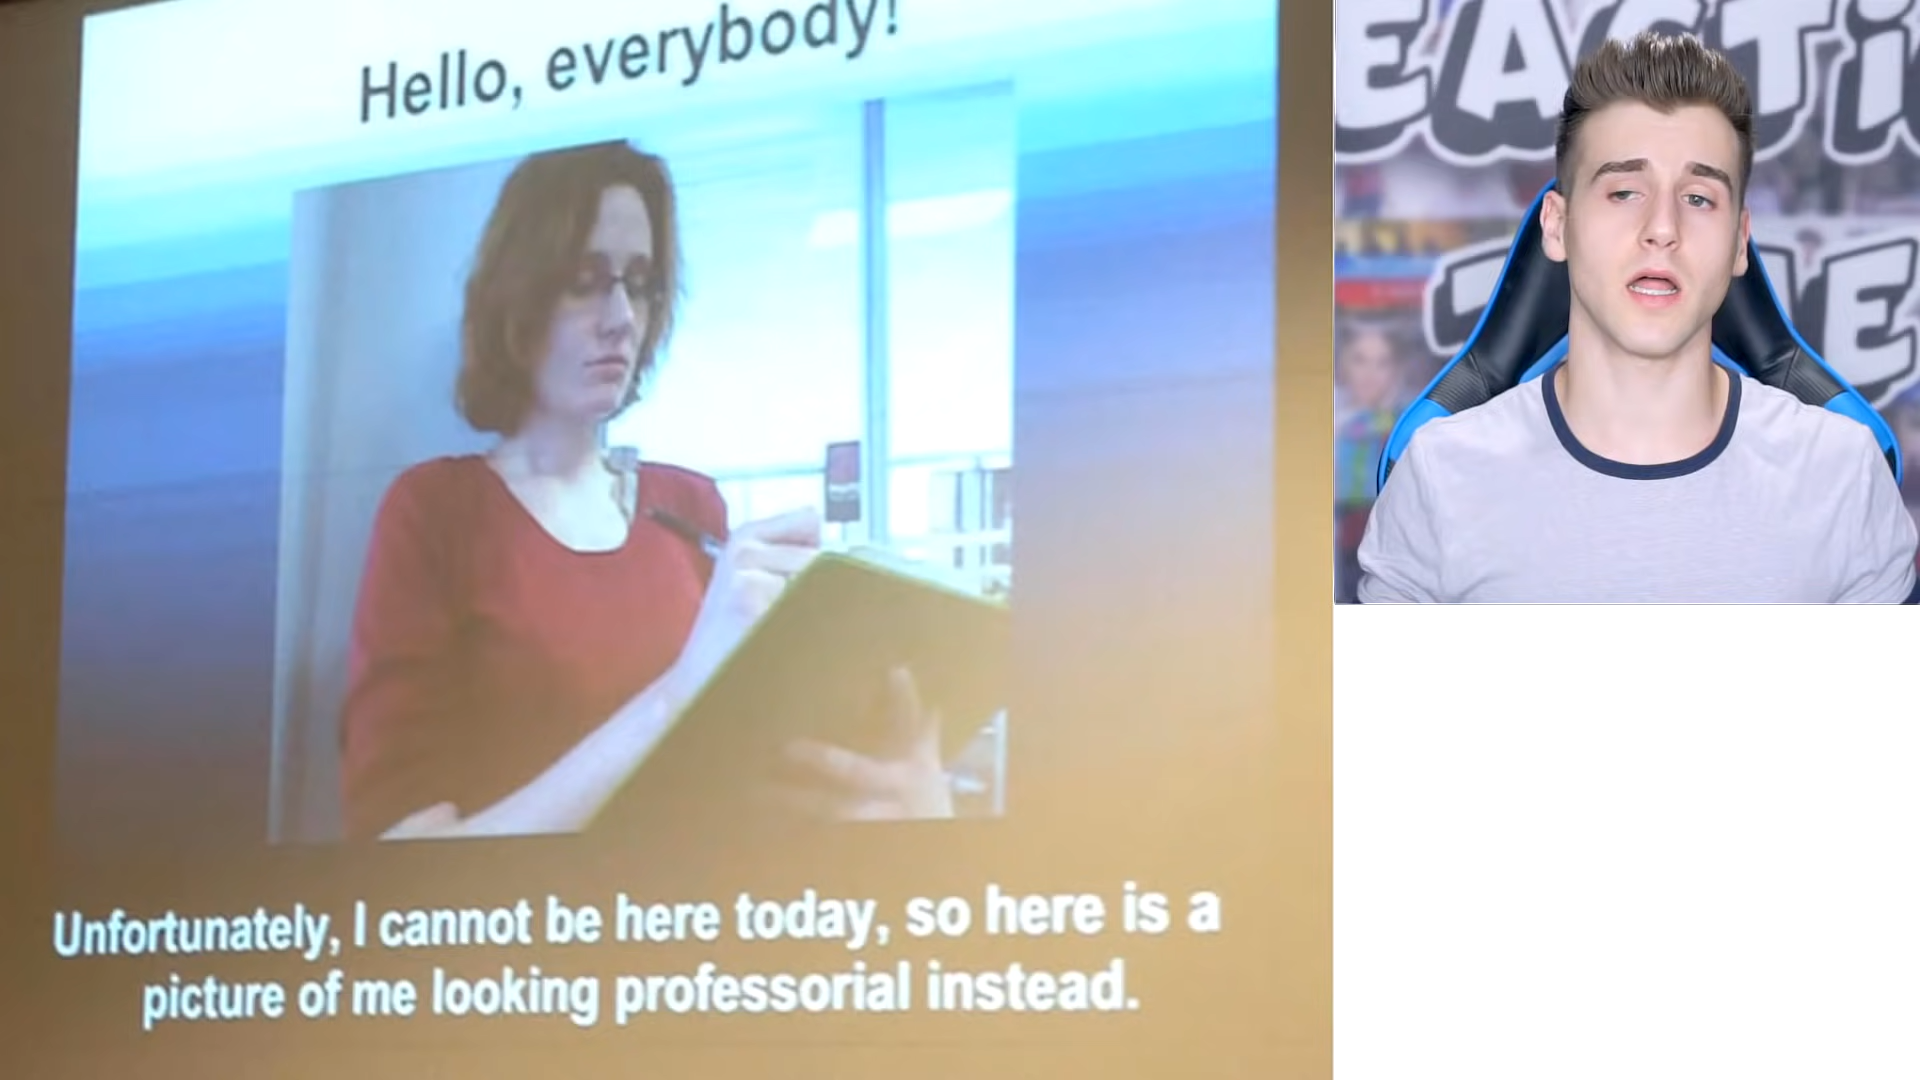 Hello, everybody!
Unfortunately, I cannot be here today, so here is a
picture of me looking professorial instead.